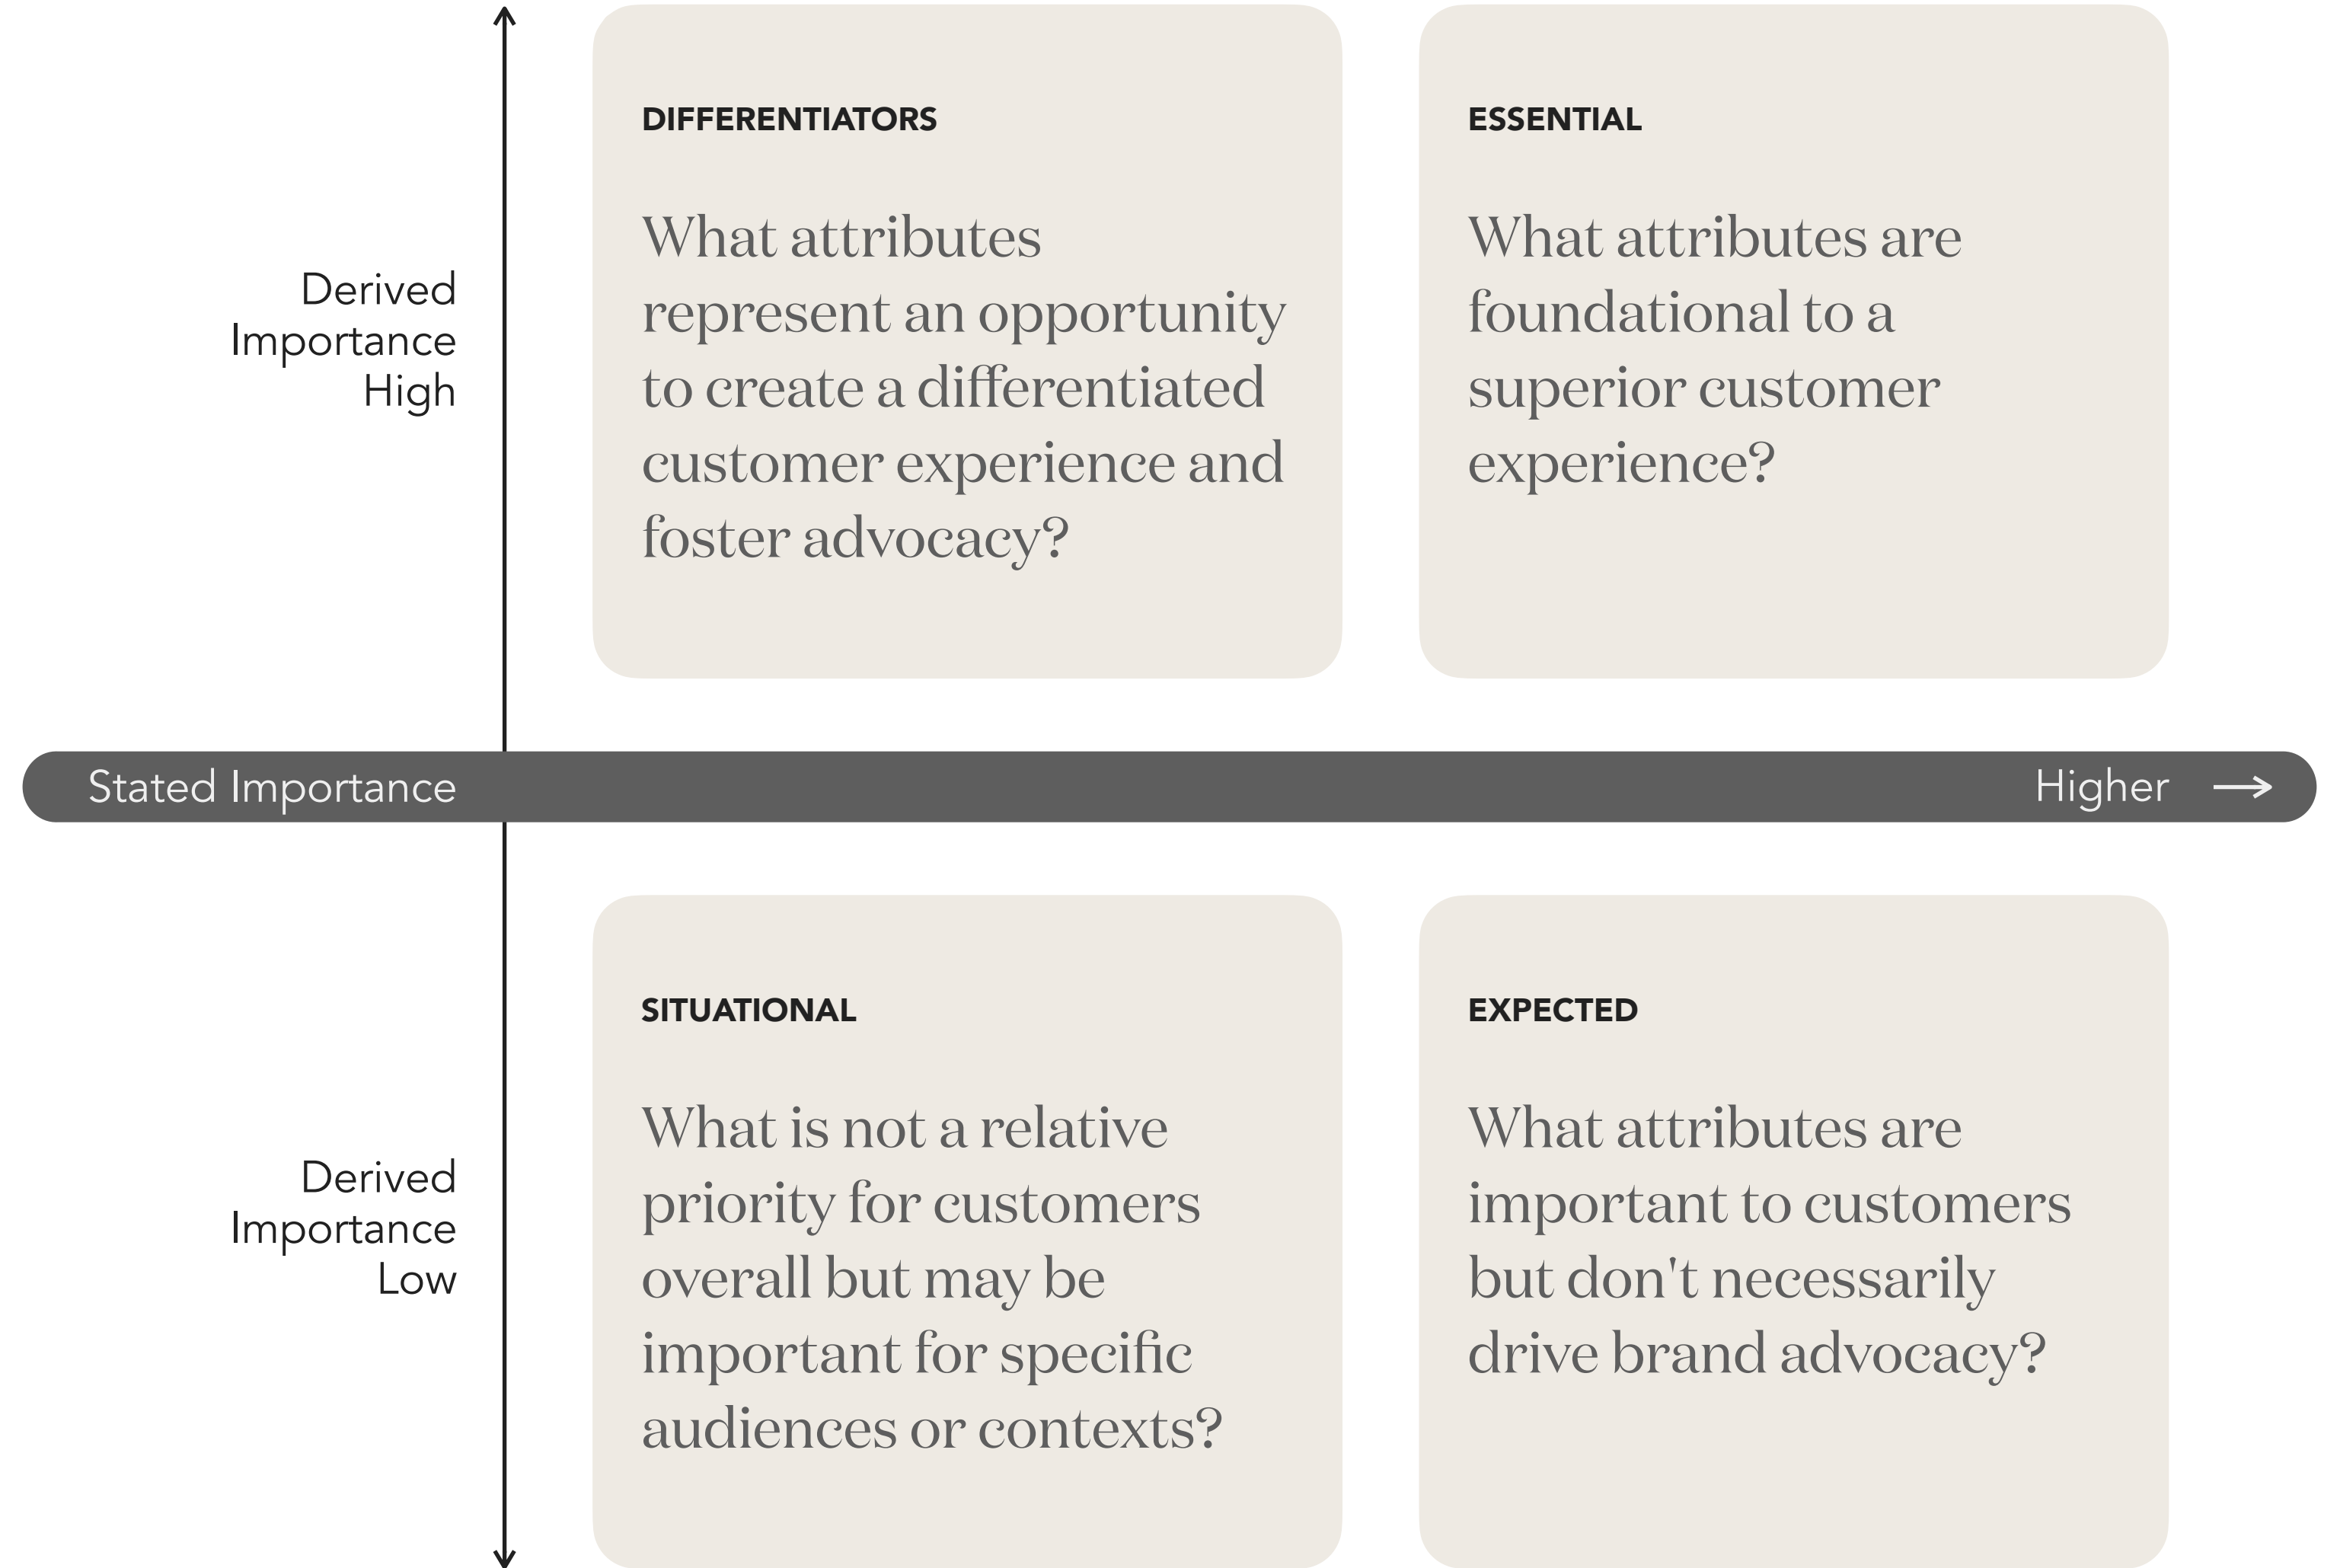 DIFFERENTIATORS
What attributes
represent an opportunity
to create a differentiated
customer experience and
foster advocacy?
ESSENTIAL
What attributes are
foundational to a
superior customer
experience?
Derived
Importance
High
Stated Importance
Higher →
SITUATIONAL
What is not a relative
priority for customers
overall but may be
important for specific
audiences or contexts?
EXPECTED
What attributes are
important to customers
but don't necessarily
drive brand advocacy?
Derived
Importance
Low